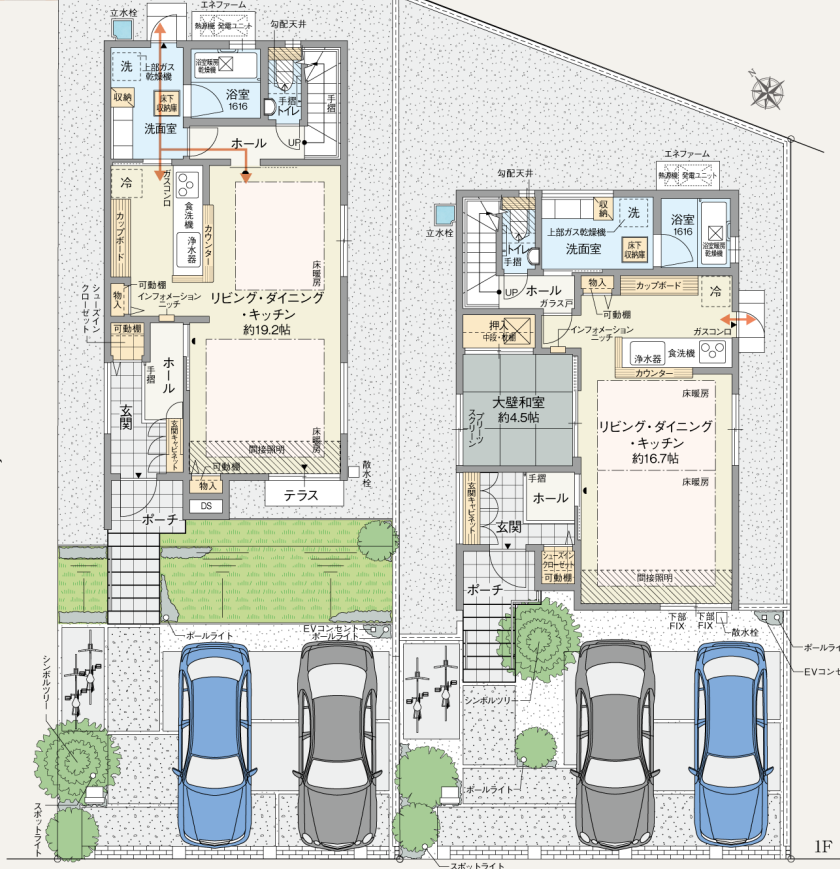 立水栓
エネファーム
熱源機 発電ユニット
勾配天井
洗
上部ガス
乾燥機
浴室暖房
乾燥機
浴室
1616
手摺
トイレ
手摺
収納
床下
収納庫
洗面室
ホール
UP
冷
ガスコンロ
食洗機
浄水器
カップボード
カウンター
床暖房
可動棚
物入
インフォメーション
ニッチ
シューズイン
クローゼット
可動棚
リビング・ダイニング
・キッチン
約19.2帖
手摺
ホール
玄関
玄関キャビネット
床暖房
間接照明
可動棚
物入
DS
散水栓
テラス
ポーチ
ポールライト
EVコンセント
ポールライト
シンボルツリー
スポットライト
N
エネファーム
熱源機 発電ユニット
勾配天井
立水栓
トイレ
手摺
収納
洗
上部ガス乾燥機
洗面室
床下
収納庫
浴室
1616
浴室暖房
乾燥機
UP
ホール
ガラス戸
物入
可動棚
カップボード
冷
ガスコンロ
押入
中段・枕棚
インフォメーション
ニッチ
浄水器
食洗機
カウンター
大壁和室
約4.5帖
プリーツ
スクリーン
床暖房
リビング・ダイニング
・キッチン
約16.7帖
床暖房
玄関キャビネット
手摺
ホール
玄関
シューズイン
クローゼット
可動棚
間接照明
ポーチ
下部
FIX
下部
FIX
散水栓
ポールライ
EVコンセ
シンボルツリー
ポールライト
スポットライト
1F